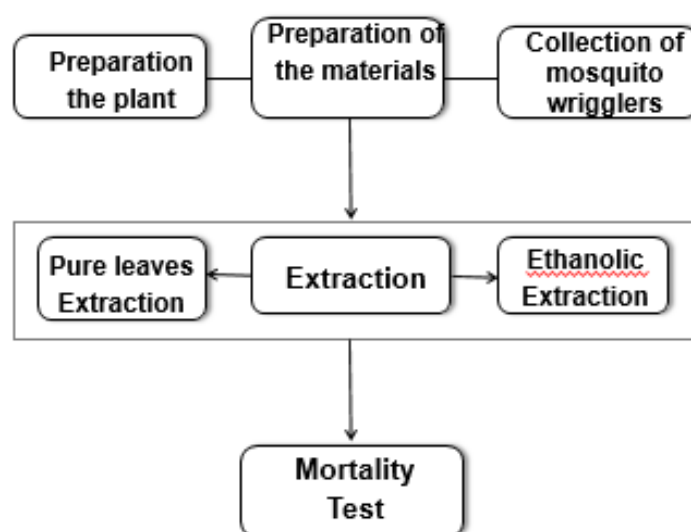 Preparation
the plant
Preparation of
the materials
Collection of
mosquito
wrigglers
Pure leaves
Extraction
Extraction
Ethanolic
Extraction
Mortality
Test